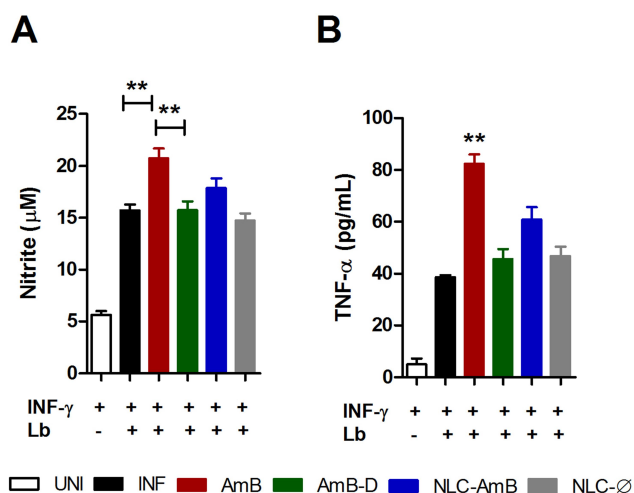 A
B
**
**
25
20
15
10
5
0
Nitrite (μM)
INF-γ + + + + + +
Lb - + + + + +
**
100
80
60
40
20
0
TNF-α (pg/mL)
INF-γ + + + + + +
Lb - + + + + +
UNI INF AmB AmB-D NLC-AmB NLC-∅